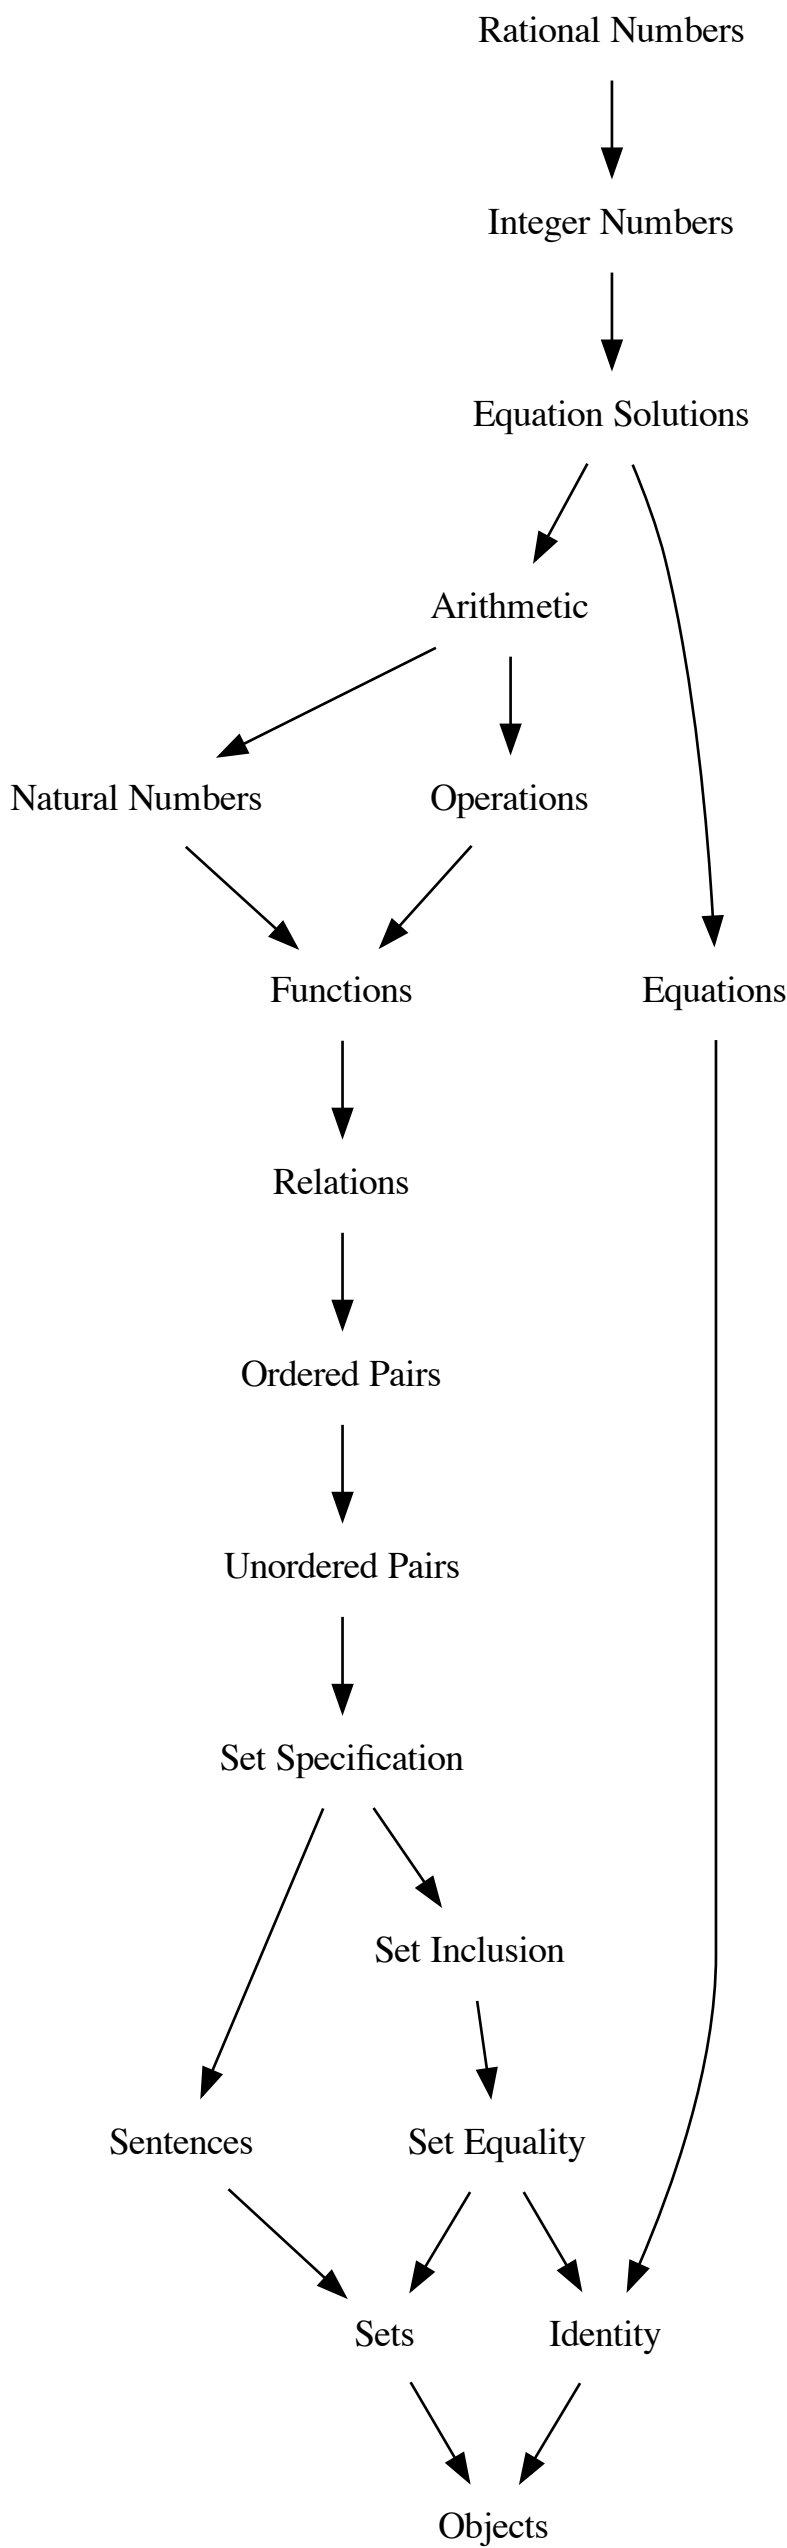 Rational Numbers
Integer Numbers
Equation Solutions
Arithmetic
Natural Numbers
Operations
Functions
Equations
Relations
Ordered Pairs
Unordered Pairs
Set Specification
Set Inclusion
Sentences
Set Equality
Sets
Identity
Objects